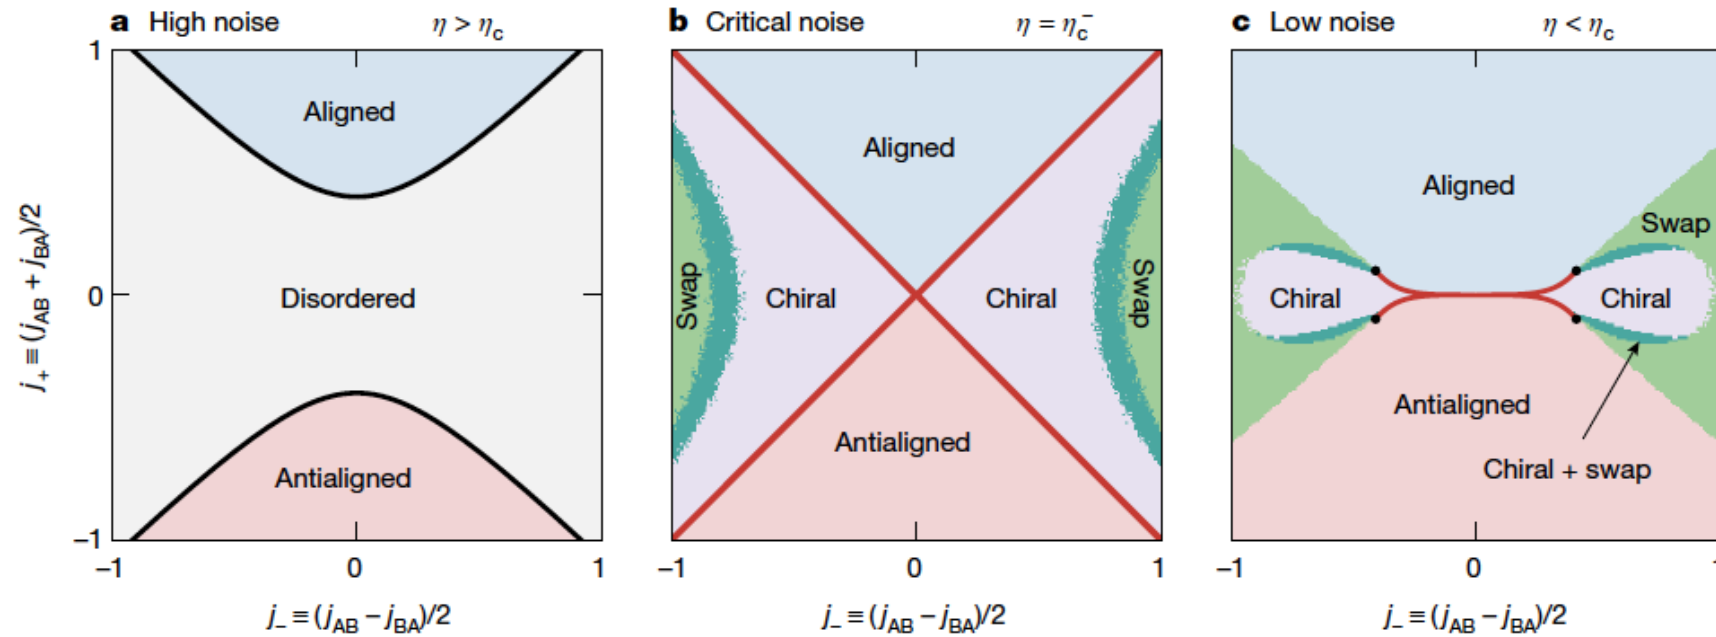 a High noise η > ηc
b Critical noise η = ηc⁻
c Low noise η < ηc
j₊ ≡ (jAB + jBA)/2
1
0
−1
Aligned
Disordered
Antialigned
−1 0 1
j₋ ≡ (jAB − jBA)/2
Aligned
Swap
Chiral
Chiral
Swap
Antialigned
−1 0 1
j₋ ≡ (jAB − jBA)/2
Aligned
Swap
Chiral
Chiral
Antialigned
Chiral + swap
−1 0 1
j₋ ≡ (jAB − jBA)/2